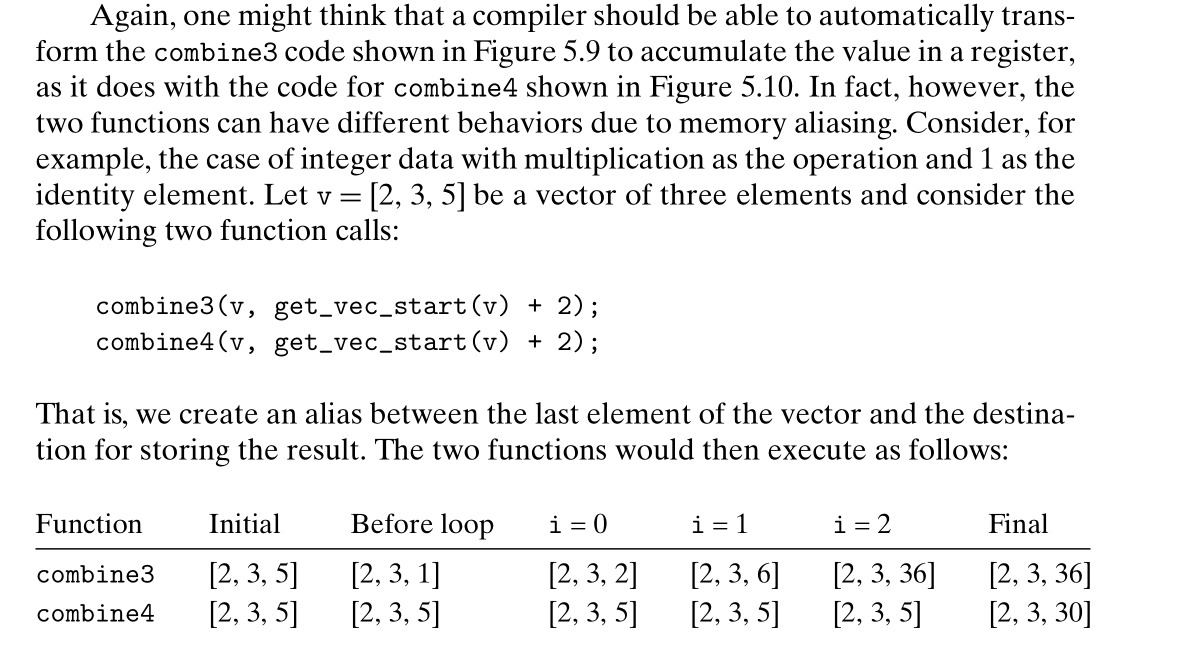 Again, one might think that a compiler should be able to automatically trans-
form the combine3 code shown in Figure 5.9 to accumulate the value in a register,
as it does with the code for combine4 shown in Figure 5.10. In fact, however, the
two functions can have different behaviors due to memory aliasing. Consider, for
example, the case of integer data with multiplication as the operation and 1 as the
identity element. Let v = [2, 3, 5] be a vector of three elements and consider the
following two function calls:
combine3(v, get_vec_start(v) + 2);
combine4(v, get_vec_start(v) + 2);
That is, we create an alias between the last element of the vector and the destina-
tion for storing the result. The two functions would then execute as follows:
Function Initial Before loop i = 0 i = 1 i = 2 Final
combine3 [2, 3, 5] [2, 3, 1] [2, 3, 2] [2, 3, 6] [2, 3, 36] [2, 3, 36]
combine4 [2, 3, 5] [2, 3, 5] [2, 3, 5] [2, 3, 5] [2, 3, 5] [2, 3, 30]